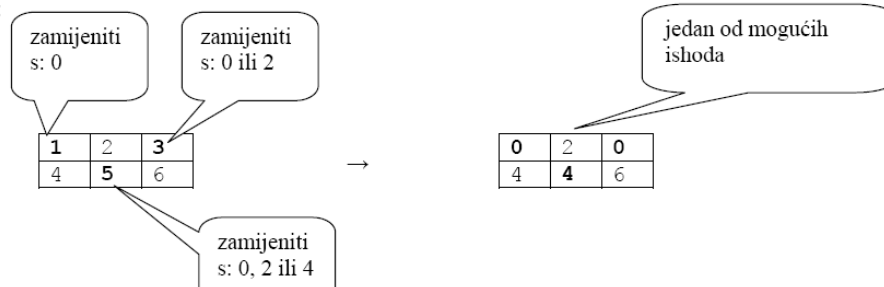 zamijeniti
s: 0
zamijeniti
s: 0 ili 2
jedan od mogućih
ishoda
1 2 3
4 5 6
→
0 2 0
4 4 6
zamijeniti
s: 0, 2 ili 4